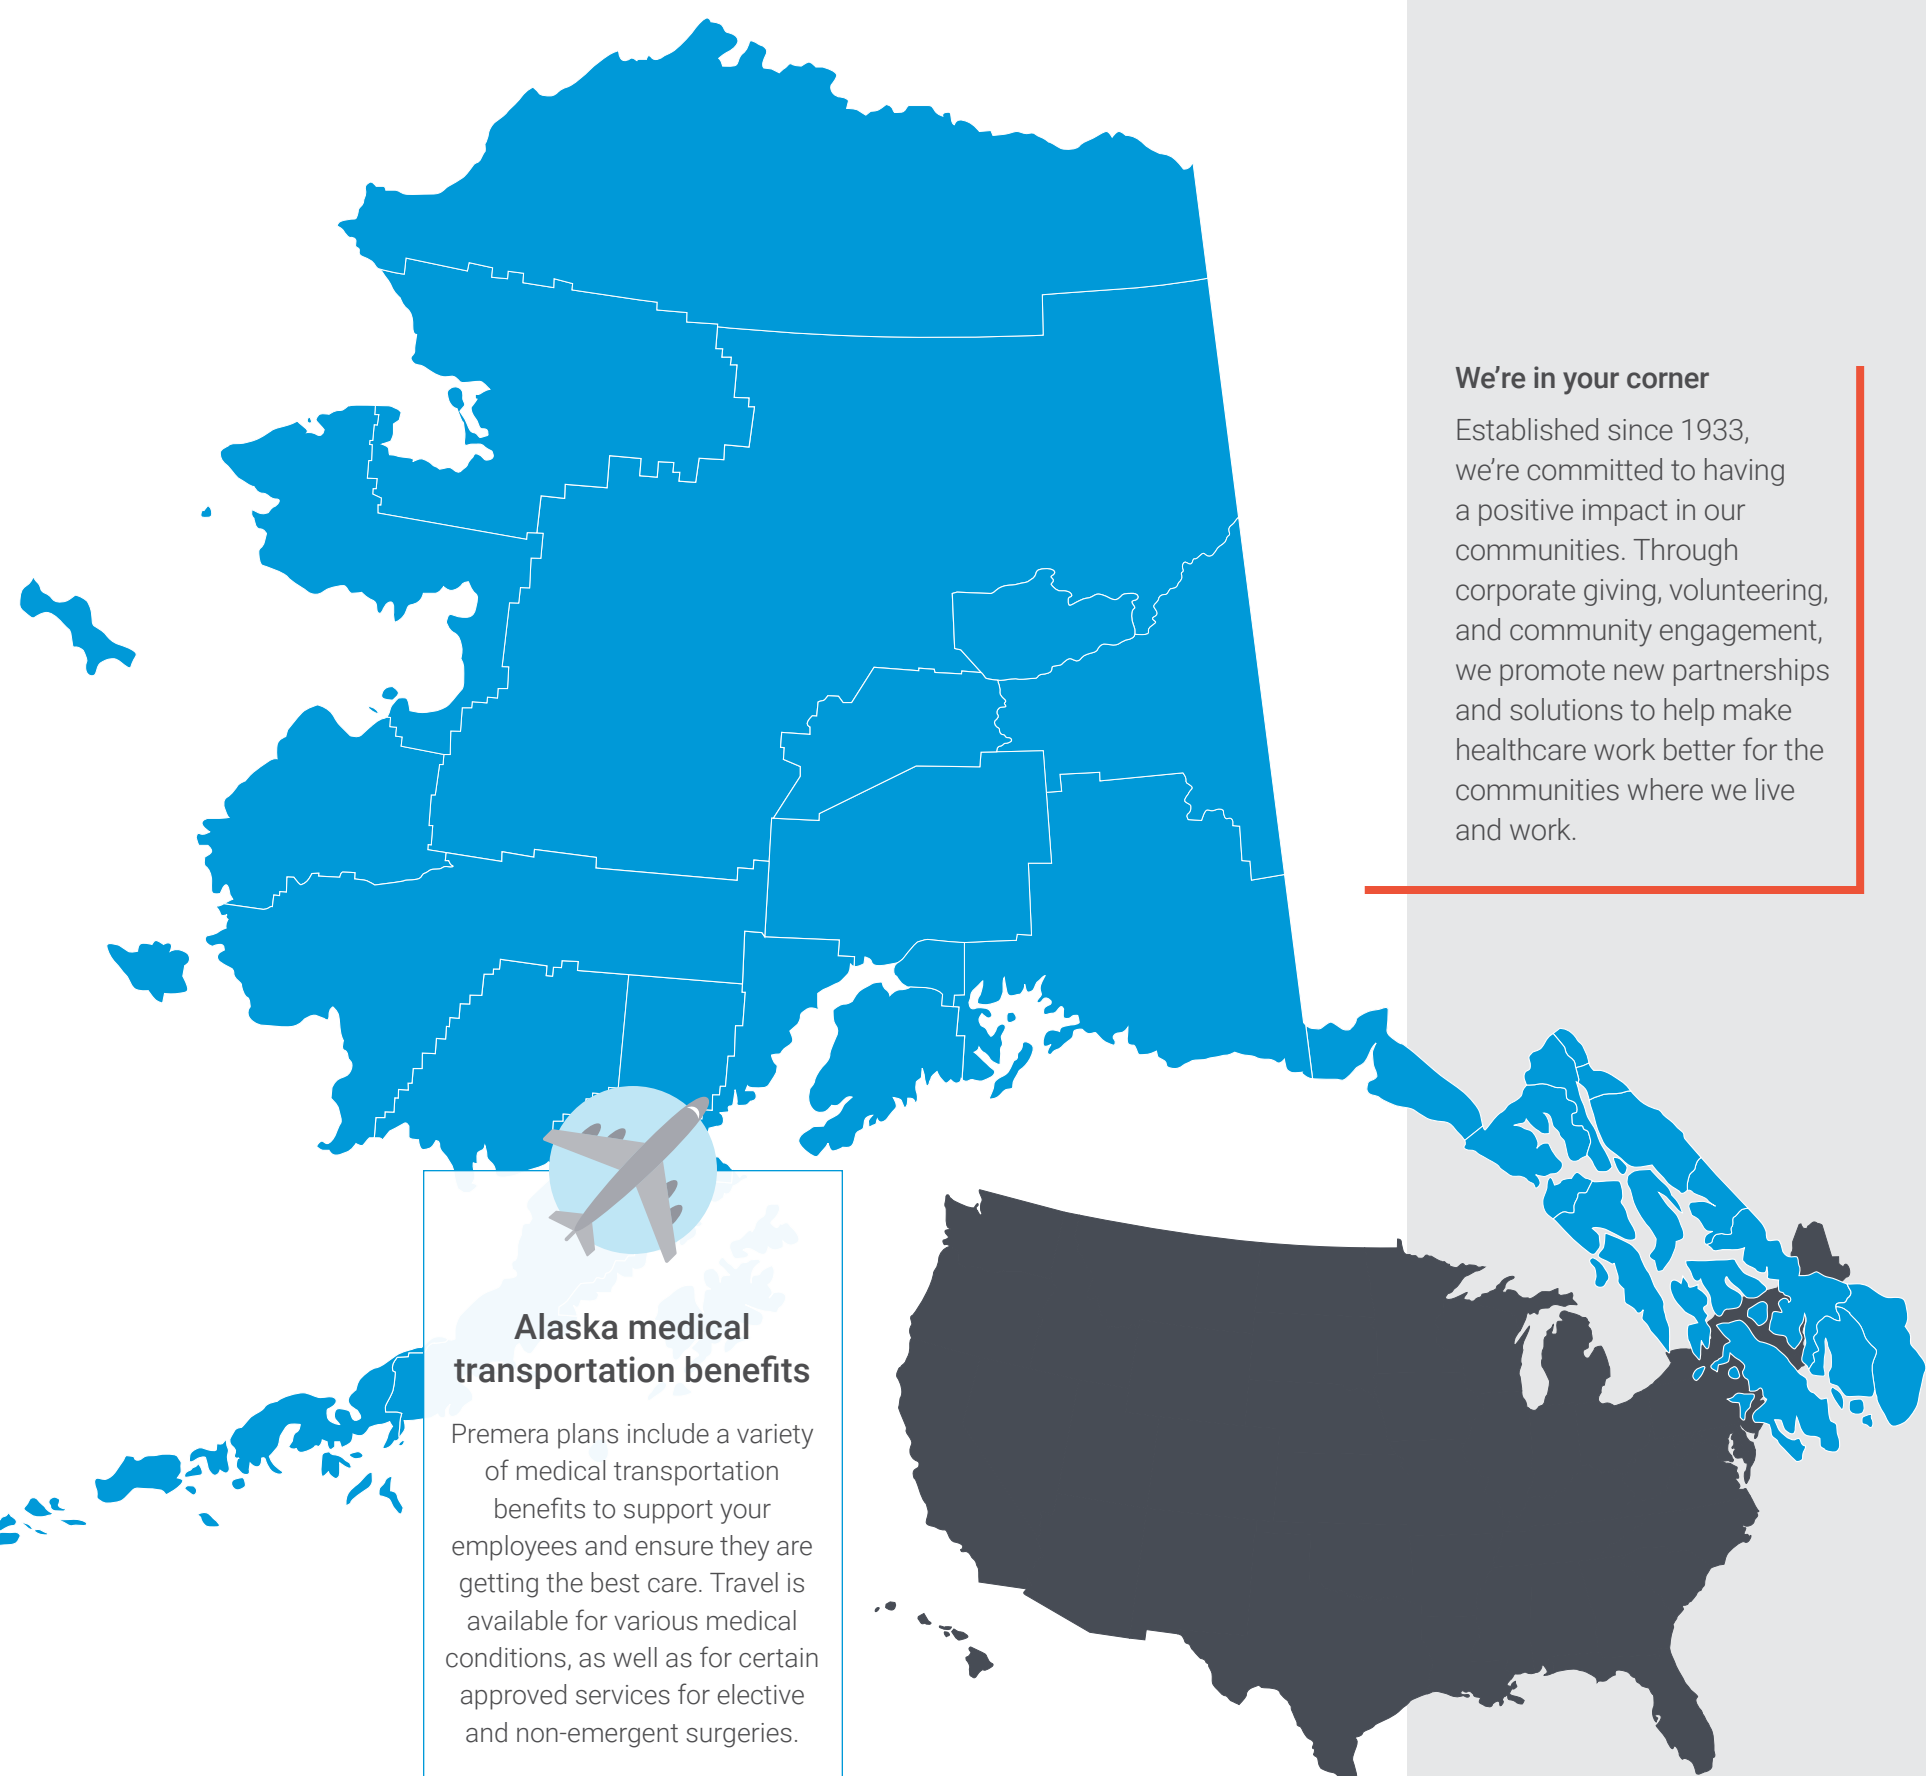 We're in your corner
Established since 1933,
we're committed to having
a positive impact in our
communities. Through
corporate giving, volunteering,
and community engagement,
we promote new partnerships
and solutions to help make
healthcare work better for the
communities where we live
and work.
Alaska medical
transportation benefits
Premera plans include a variety
of medical transportation
benefits to support your
employees and ensure they are
getting the best care. Travel is
available for various medical
conditions, as well as for certain
approved services for elective
and non-emergent surgeries.